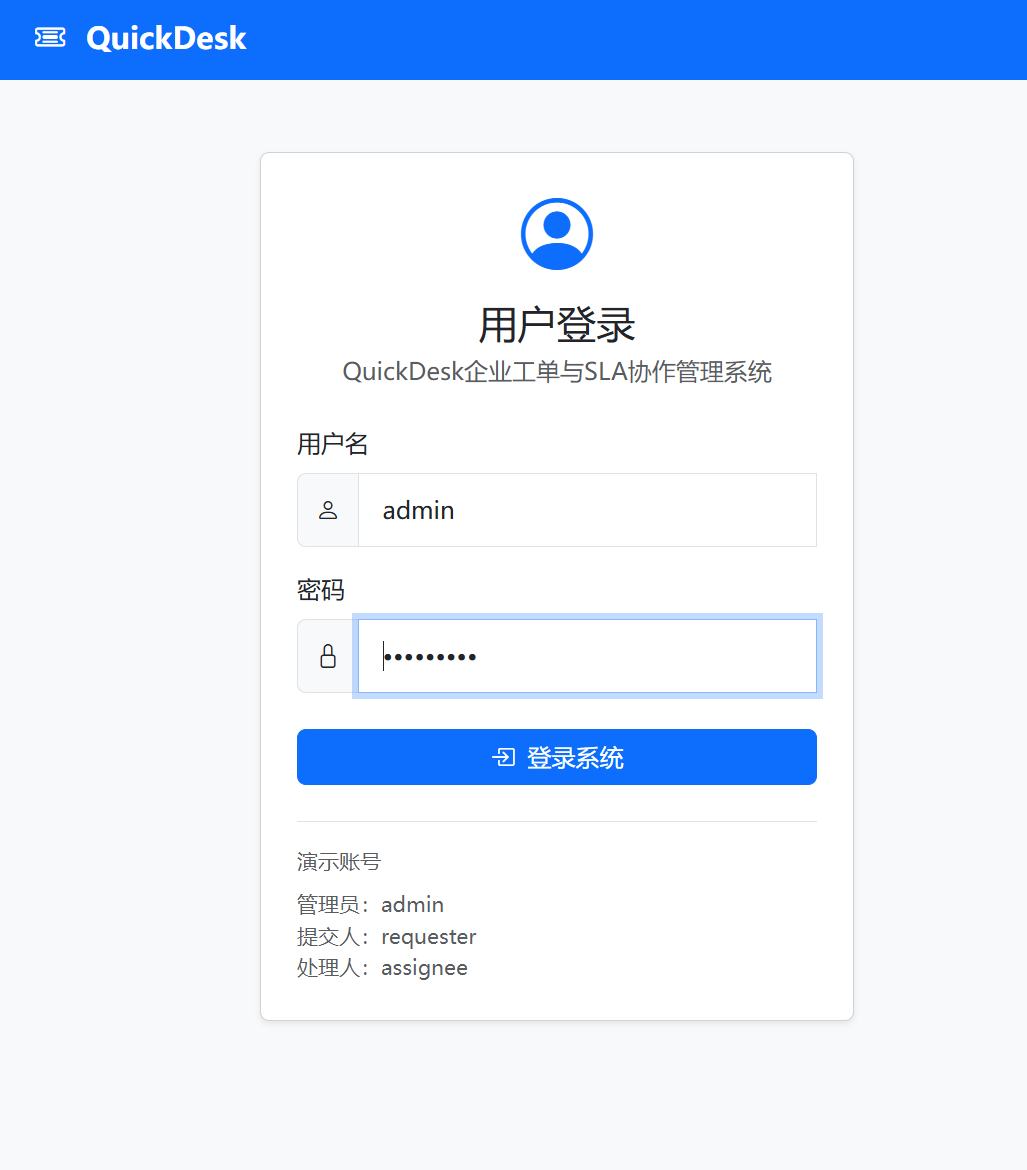 QuickDesk
用户登录
QuickDesk企业工单与SLA协作管理系统
用户名
admin
密码
•••••••••
登录系统
演示账号
管理员：admin
提交人：requester
处理人：assignee